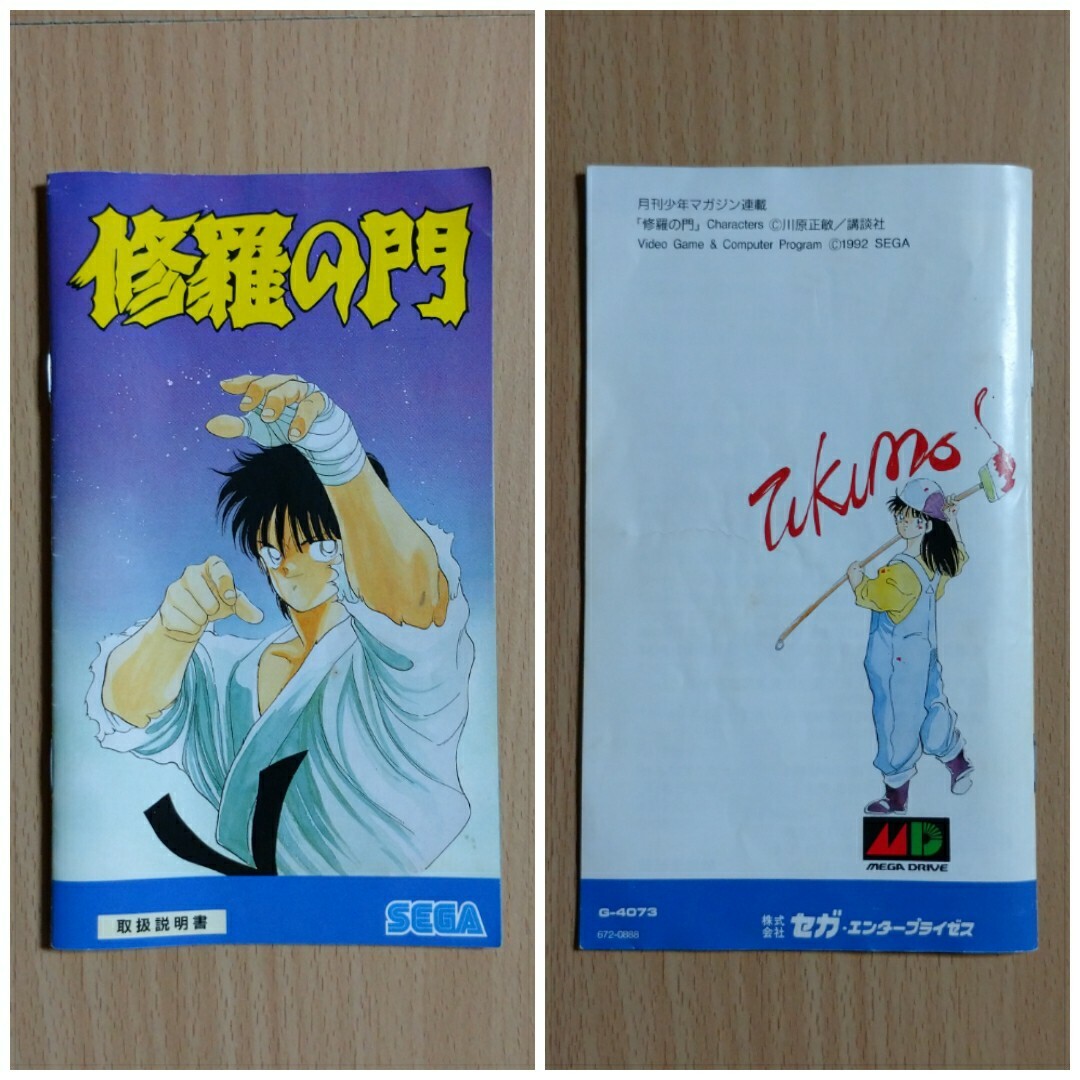 修羅の門
取扱説明書
SEGA
月刊少年マガジン連載
「修羅の門」 Characters ©川原正敏/講談社
Video Game & Computer Program ©1992 SEGA
MD
MEGA DRIVE
G-4073
672-0888
株式会社 セガ・エンタープライゼス